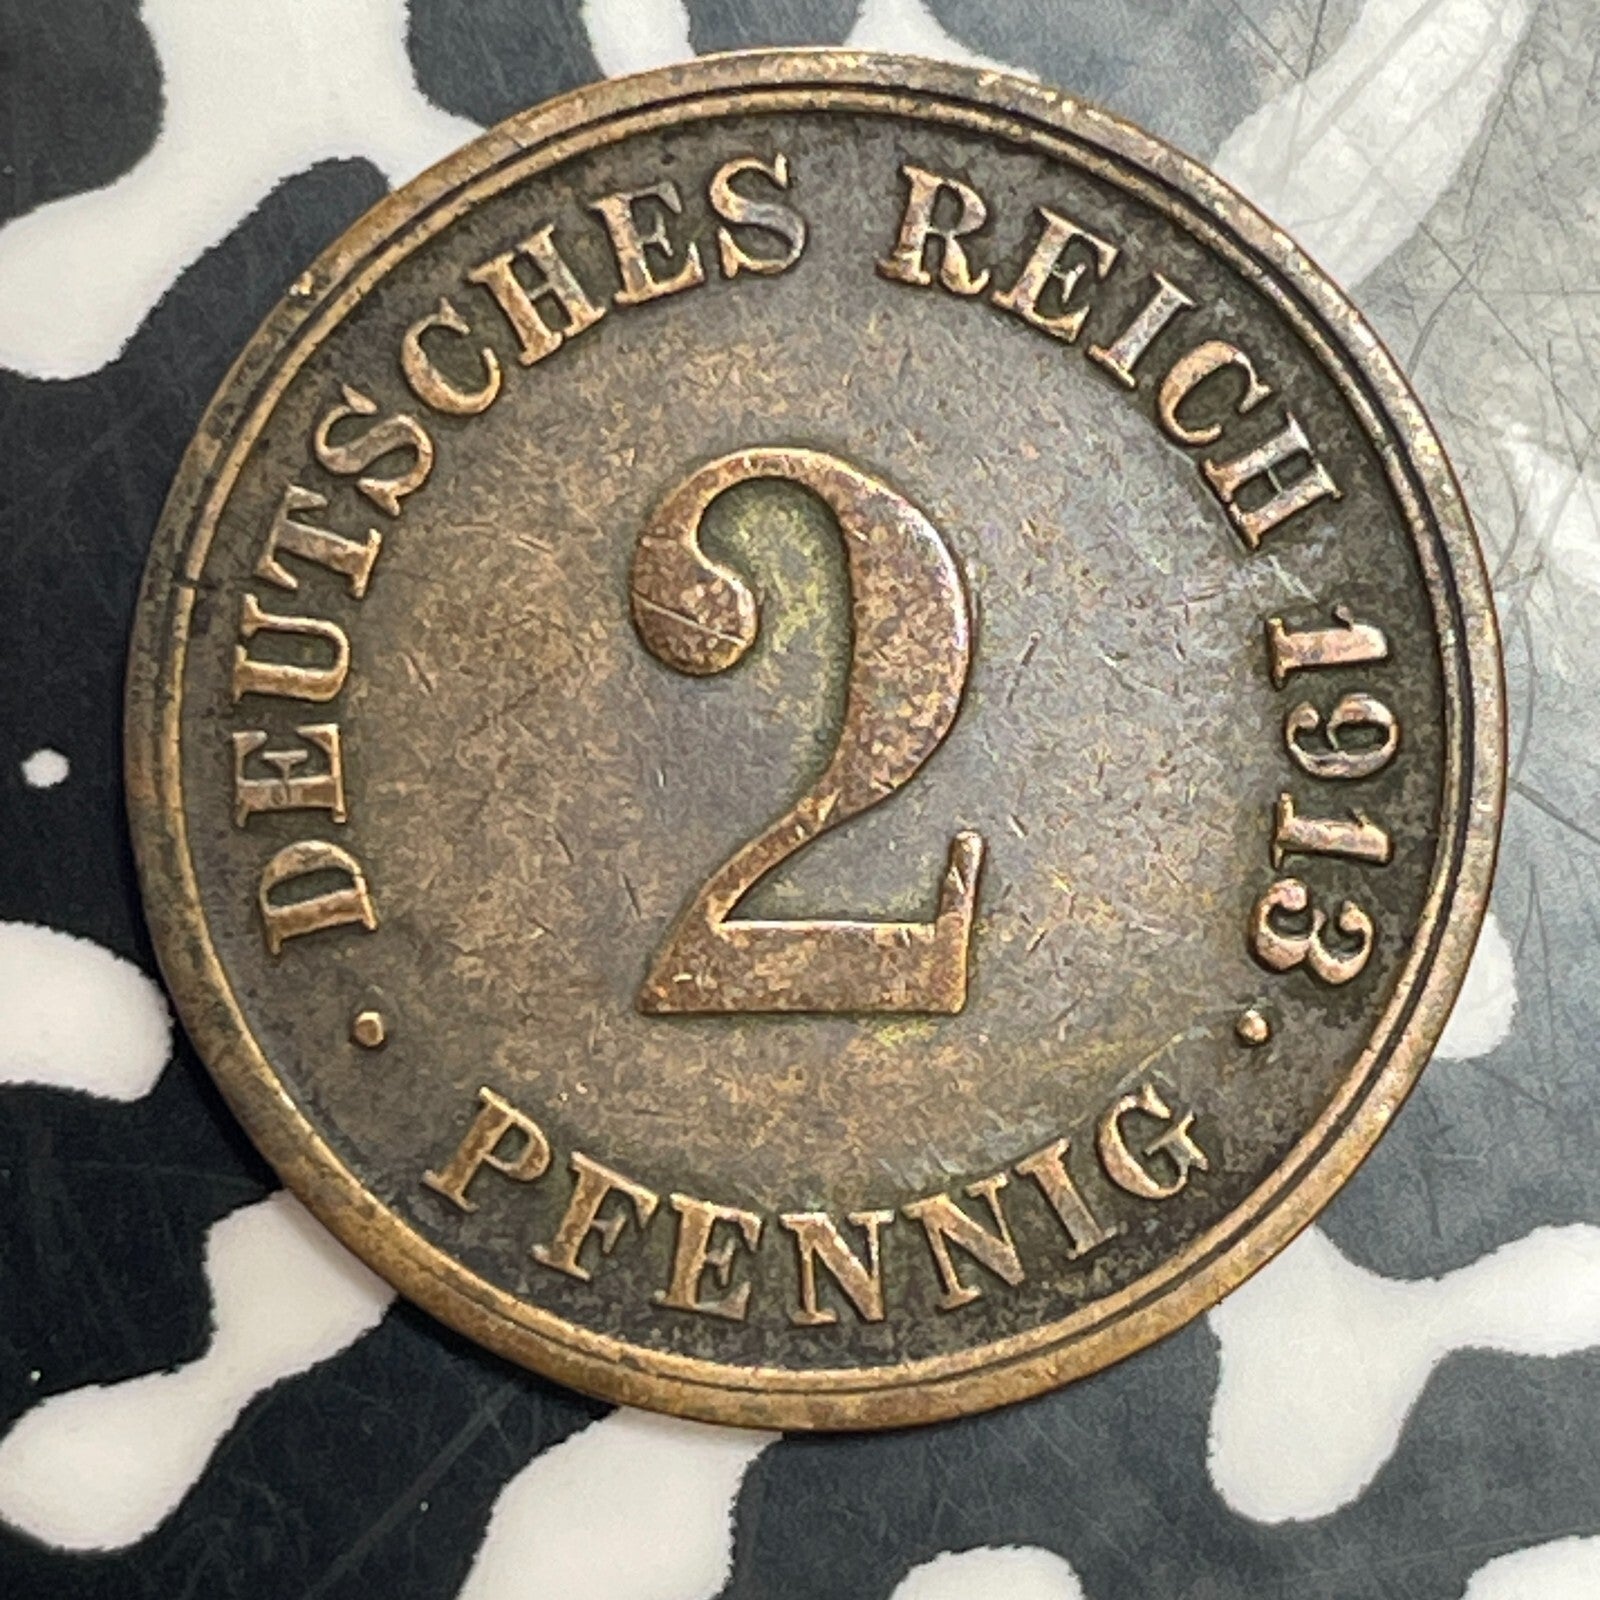 DEUTSCHES REICH 1913
2
· PFENNIG ·